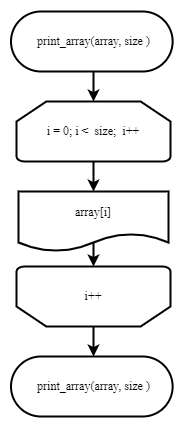 print_array(array, size )
i = 0; i < size; i++
array[i]
i++
print_array(array, size )